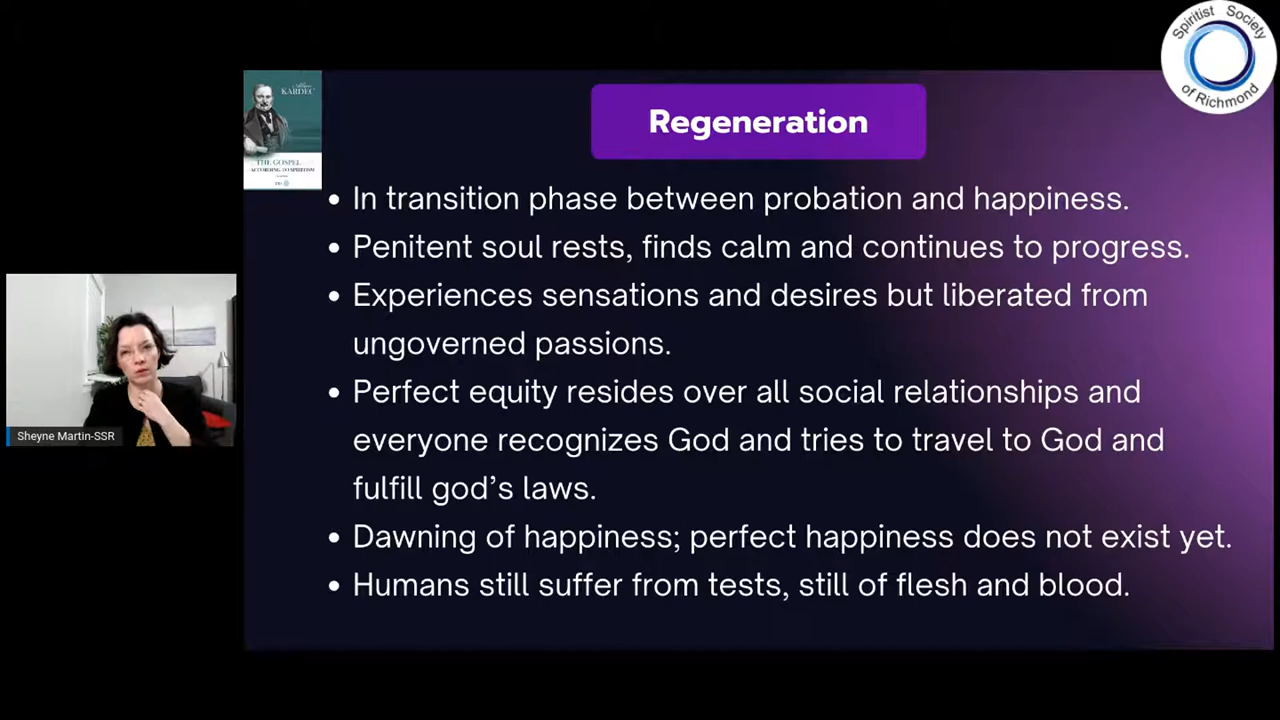 Spiritist Society
of Richmond
Allan
KARDEC
THE GOSPEL
ACCORDING TO SPIRITISM
Regeneration
• In transition phase between probation and happiness.
• Penitent soul rests, finds calm and continues to progress.
• Experiences sensations and desires but liberated from
ungoverned passions.
• Perfect equity resides over all social relationships and
everyone recognizes God and tries to travel to God and
fulfill god’s laws.
• Dawning of happiness; perfect happiness does not exist yet.
• Humans still suffer from tests, still of flesh and blood.
Sheyne Martin-SSR